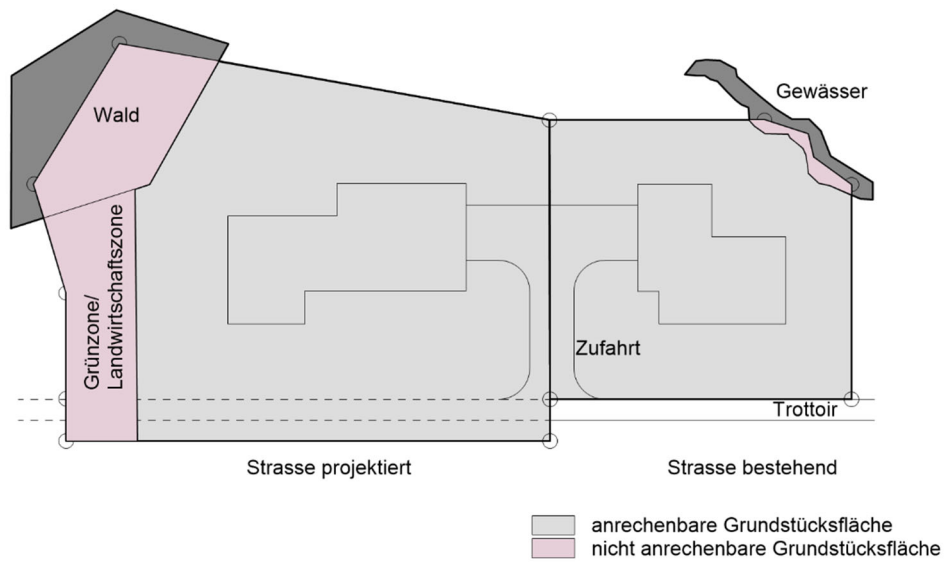 Wald
Gewässer
Grünzone/
Landwirtschaftszone
Zufahrt
Trottoir
Strasse projektiert
Strasse bestehend
anrechenbare Grundstücksfläche
nicht anrechenbare Grundstücksfläche